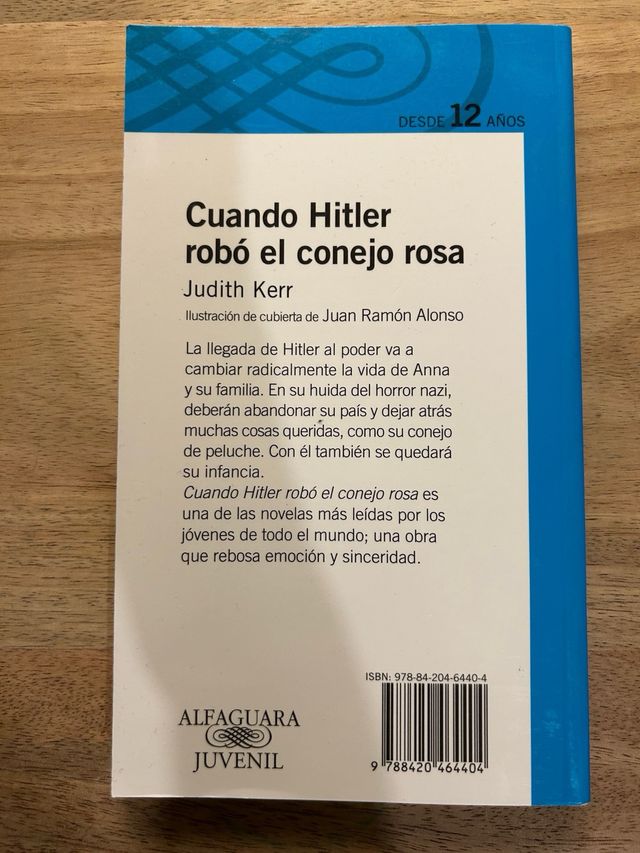 DESDE 12 AÑOS
Cuando Hitler
robó el conejo rosa
Judith Kerr
Ilustración de cubierta de Juan Ramón Alonso
La llegada de Hitler al poder va a
cambiar radicalmente la vida de Anna
y su familia. En su huida del horror nazi,
deberán abandonar su país y dejar atrás
muchas cosas queridas, como su conejo
de peluche. Con él también se quedará
su infancia.
Cuando Hitler robó el conejo rosa es
una de las novelas más leídas por los
jóvenes de todo el mundo; una obra
que rebosa emoción y sinceridad.
ISBN: 978-84-204-6440-4
9 788420 464404
ALFAGUARA
JUVENIL